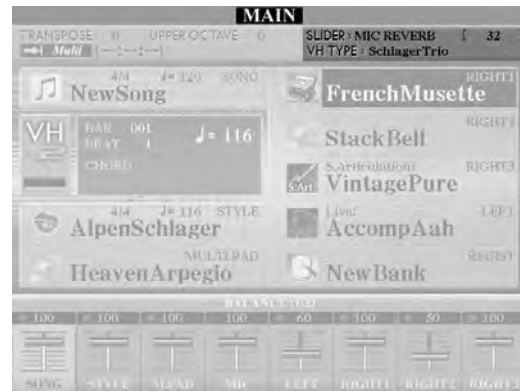 MAIN
TRANSPOSE 0 UPPER OCTAVE 0
Multi
SLIDER : MIC REVERB [ 32
VH TYPE : SchlagerTrio
4/4 ♩= 120 SONG
NewSong
VH
BAR 001
BEAT 1
♩= 116
CHORD
4/4 ♩= 116 STYLE
AlpenSchlager
MULTI PAD
HeavenArpegio
RIGHT1
FrenchMusette
RIGHT2
StackBell
S.Articulation! RIGHT3
S.Art!
VintagePure
Live! LEFT
AccompAah
REGIST
NewBank
BALANCE
100 100 100 100 60 100 50 100
SONG STYLE M.PAD MIC LEFT RIGHT1 RIGHT2